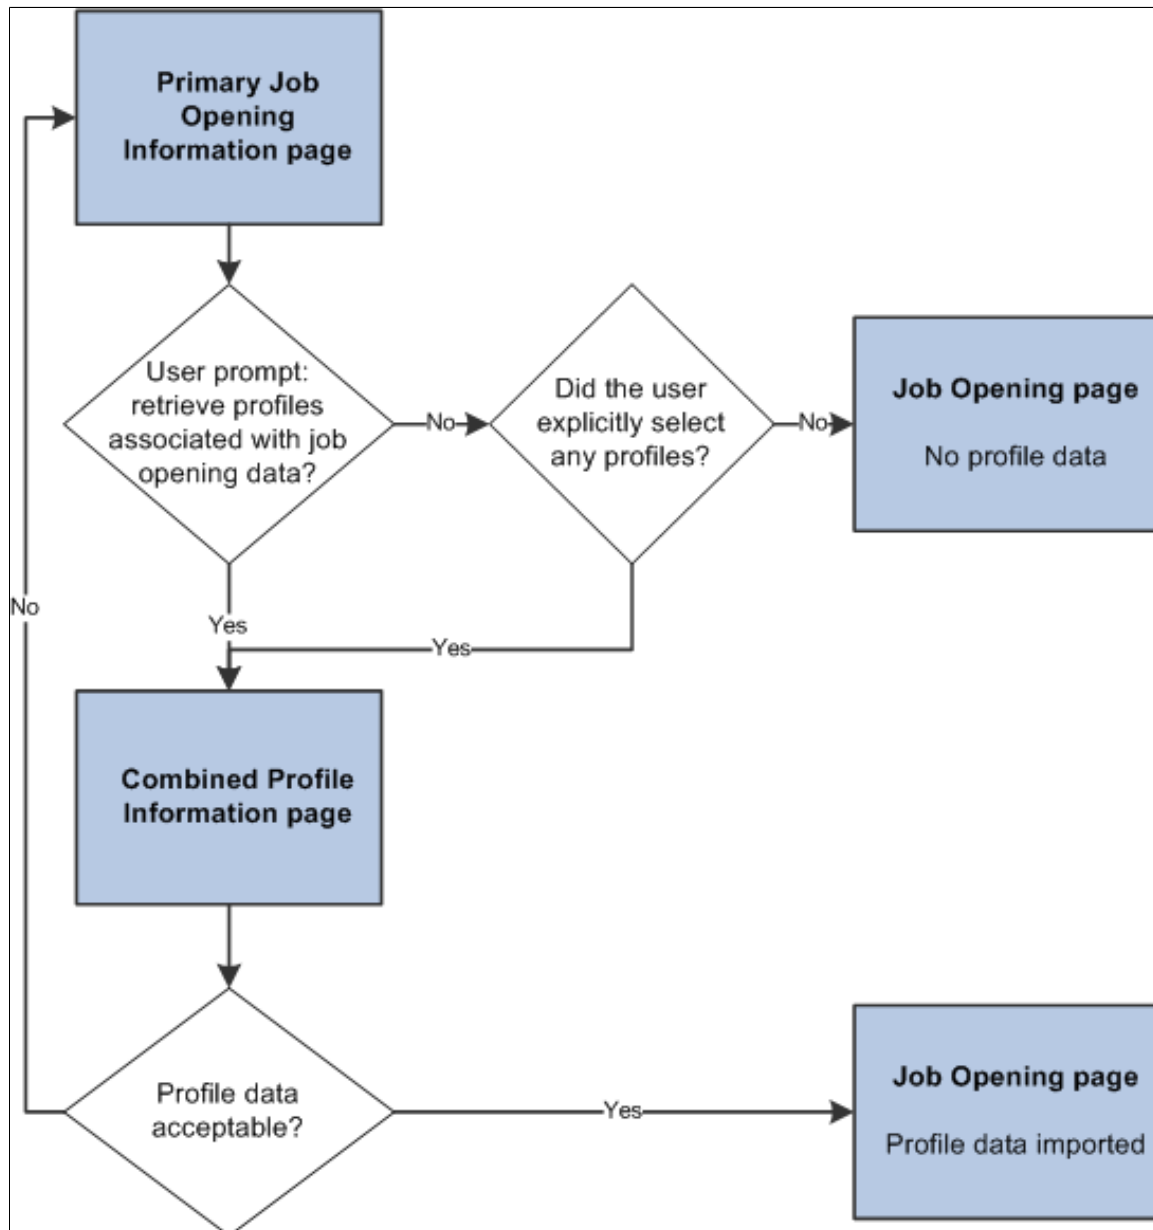 Primary Job
Opening
Information page
User prompt:
retrieve profiles
associated with job
opening data?
No
Did the user
explicitly select
any profiles?
No
Job Opening page
No profile data
No
Yes
Yes
Combined Profile
Information page
Profile data
acceptable?
Yes
Job Opening page
Profile data imported